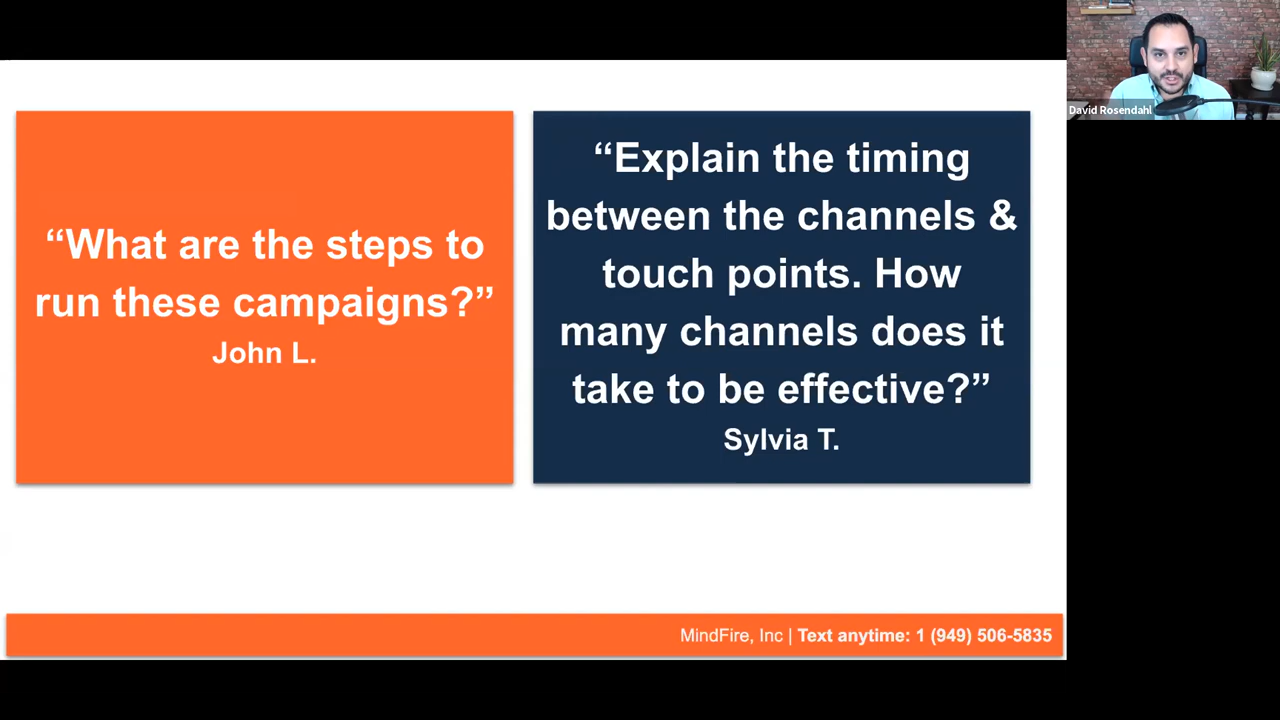 “What are the steps to
run these campaigns?”
John L.
“Explain the timing
between the channels &
touch points. How
many channels does it
take to be effective?”
Sylvia T.
MindFire, Inc | Text anytime: 1 (949) 506-5835
David Rosendahl